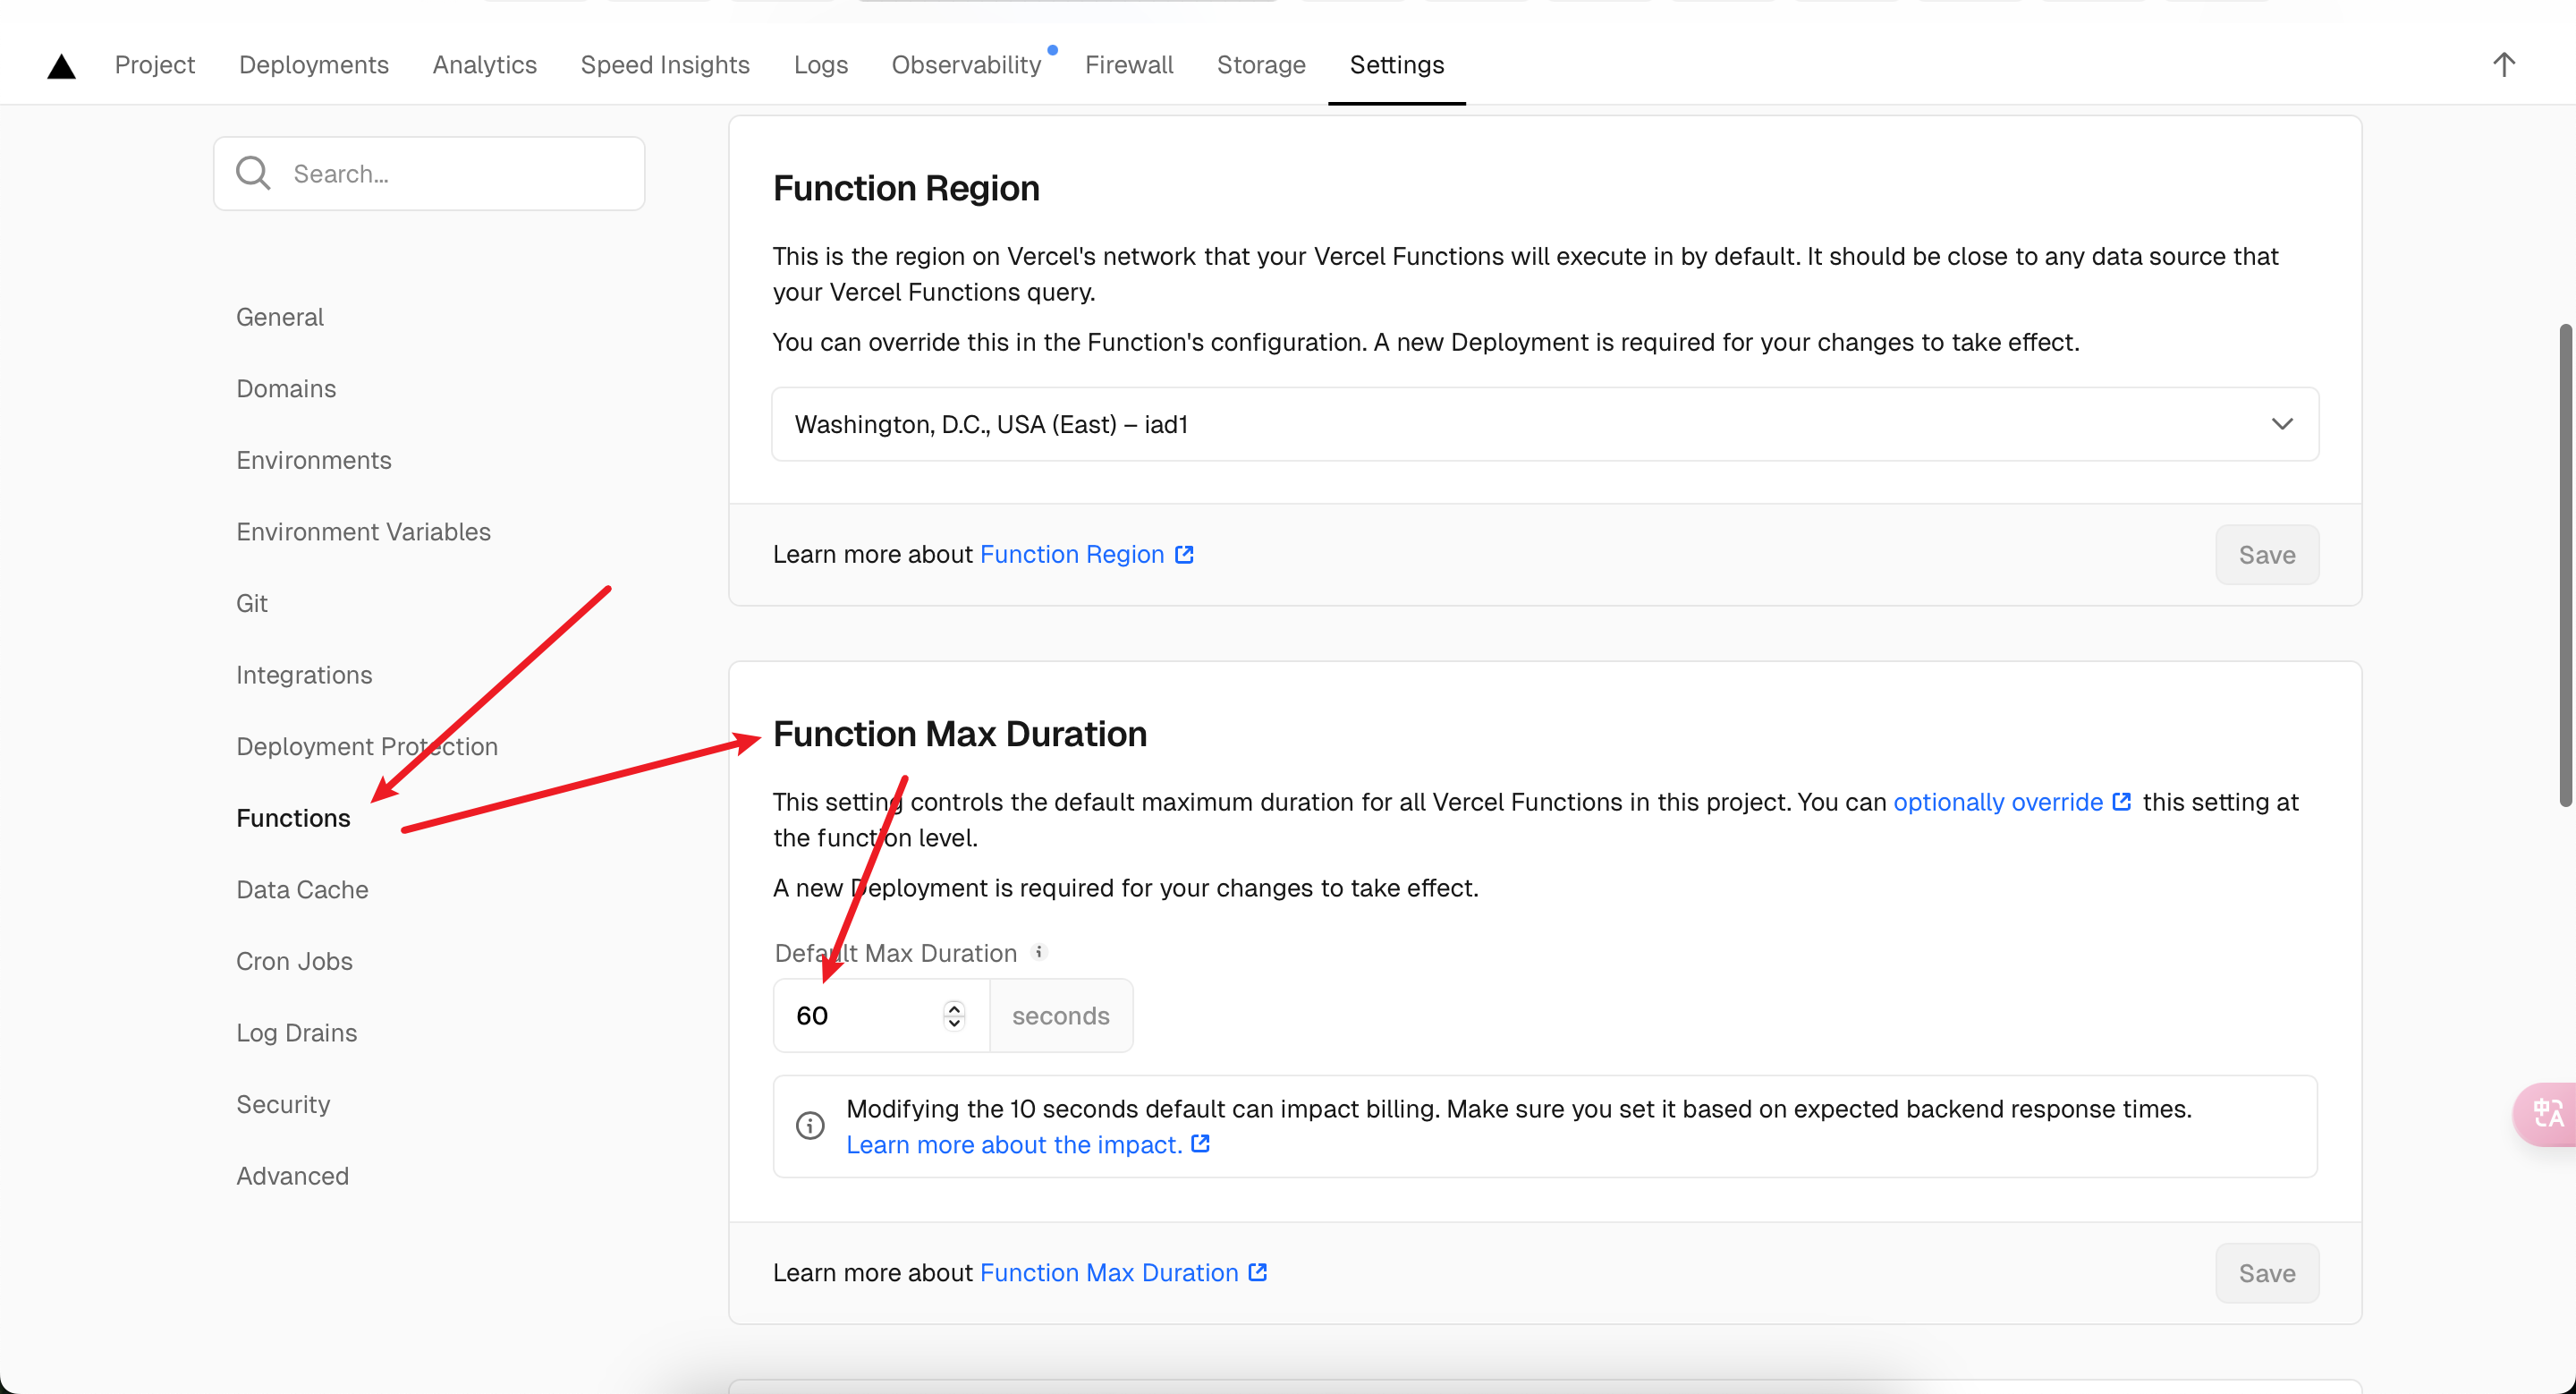 Project Deployments Analytics Speed Insights Logs Observability Firewall Storage Settings
Search...
General
Domains
Environments
Environment Variables
Git
Integrations
Deployment Protection
Functions
Data Cache
Cron Jobs
Log Drains
Security
Advanced
Function Region
This is the region on Vercel's network that your Vercel Functions will execute in by default. It should be close to any data source that
your Vercel Functions query.
You can override this in the Function's configuration. A new Deployment is required for your changes to take effect.
Washington, D.C., USA (East) – iad1
Learn more about Function Region
Save
Function Max Duration
This setting controls the default maximum duration for all Vercel Functions in this project. You can optionally override this setting at
the function level.
A new Deployment is required for your changes to take effect.
Default Max Duration
60 seconds
Modifying the 10 seconds default can impact billing. Make sure you set it based on expected backend response times.
Learn more about the impact.
Learn more about Function Max Duration
Save